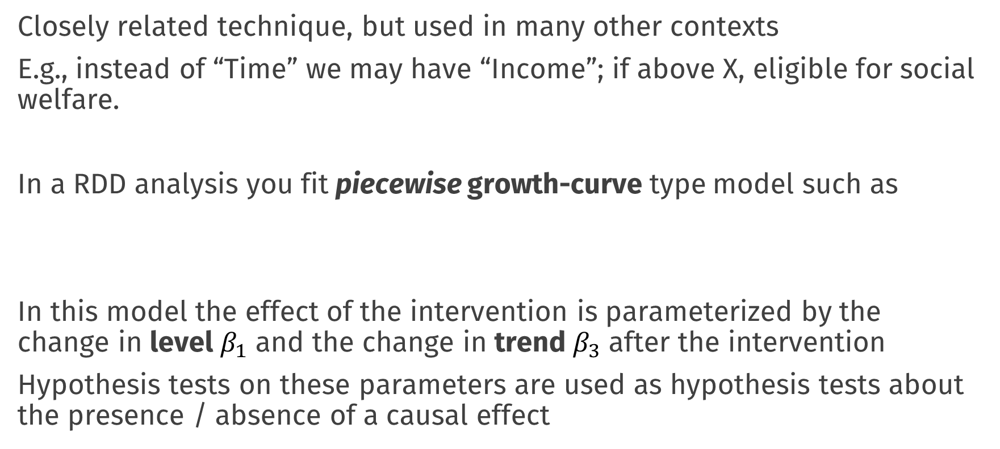 Closely related technique, but used in many other contexts
E.g., instead of “Time” we may have “Income”; if above X, eligible for social
welfare.
In a RDD analysis you fit piecewise growth-curve type model such as
In this model the effect of the intervention is parameterized by the
change in level β₁ and the change in trend β₃ after the intervention
Hypothesis tests on these parameters are used as hypothesis tests about
the presence / absence of a causal effect